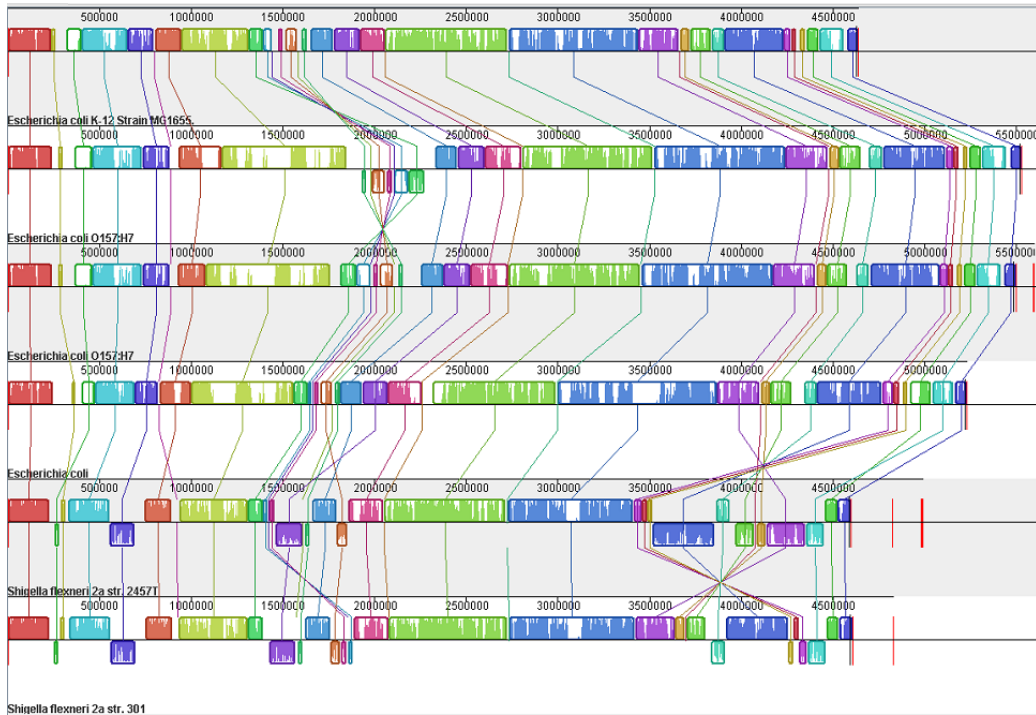 500000 1000000 1500000 2000000 2500000 3000000 3500000 4000000 4500000
Escherichia coli K-12 Strain MG1655.
500000 1000000 2000000 2500000 3000000 3500000 4000000 4500000 5000000 5500000
Escherichia coli O157:H7
500000 1000000 1500000 2000000 2500000 3000000 3500000 4000000 4500000 5000000
Escherichia coli O157:H7
500000 1000000 1500000 2000000 2500000 3000000 3500000 4000000 4500000 5000000
Escherichia coli
500000 1000000 1500000 2000000 2500000 3000000 3500000 4000000 4500000
Shigella flexneri 2a str. 2457T
500000 1000000 1500000 2000000 2500000 3000000 3500000 4000000 4500000
Shigella flexneri 2a str. 301